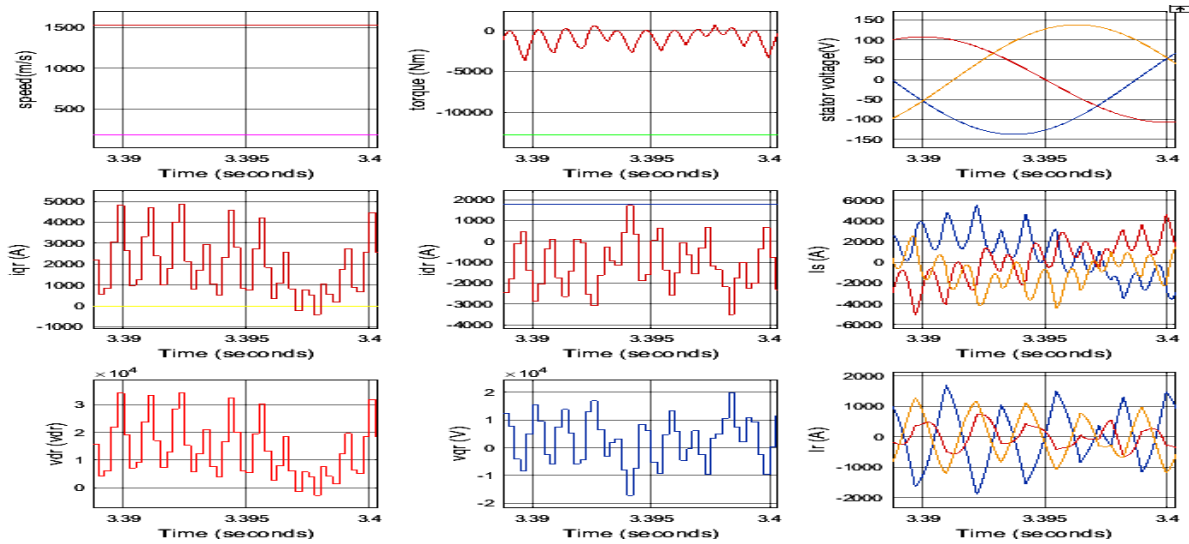 speed(m/s)
1500
1000
500
3.39 3.395 3.4
Time (seconds)
torque (Nm)
0
-5000
-10000
3.39 3.395 3.4
Time (seconds)
stator voltage(V)
150
100
50
0
-50
-100
-150
3.39 3.395 3.4
Time (seconds)
iqr (A)
5000
4000
3000
2000
1000
0
-1000
3.39 3.395 3.4
Time (seconds)
idr (A)
2000
1000
0
-1000
-2000
-3000
-4000
3.39 3.395 3.4
Time (seconds)
Is (A)
6000
4000
2000
0
-2000
-4000
-6000
3.39 3.395 3.4
Time (seconds)
× 10⁴
vdr (vdr)
3
2
1
0
3.39 3.395 3.4
Time (seconds)
× 10⁴
vqr (V)
2
1
0
-1
-2
3.39 3.395 3.4
Time (seconds)
Ir (A)
2000
1000
0
-1000
-2000
3.39 3.395 3.4
Time (seconds)